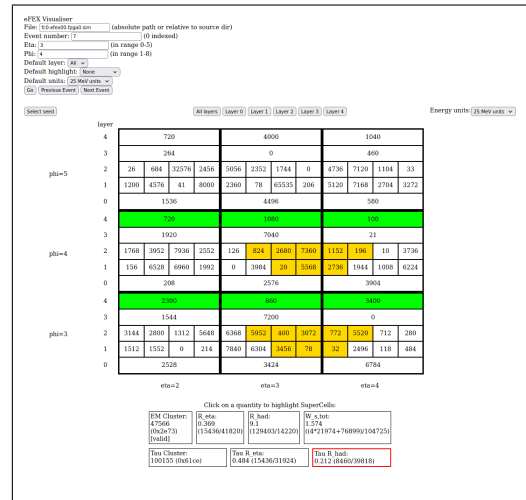 eFEX Visualiser
File: fc0-efex00.fpga0.sim (absolute path or relative to source dir)
Event number: 7 (0 indexed)
Eta: 3 (in range 0-5)
Phi: 4 (in range 1-8)
Default layer: All
Default highlight: None
Default units: 25 MeV units
Go Previous Event Next Event
Select seed All layers Layer 0 Layer 1 Layer 2 Layer 3 Layer 4 Energy units: 25 MeV units
layer
4 720 4000 1040
3 264 0 460
phi=5 2 26 684 32576 2456 5056 2352 1744 0 4736 7120 1104 33
1 1200 4576 41 8000 2360 78 65535 206 5120 7168 2704 3272
0 1536 4496 580
4 720 1080 100
3 1920 7040 21
phi=4 2 1768 3952 7936 2552 126 824 2680 7360 1152 196 10 3736
1 156 6528 6960 1992 0 3984 20 5568 2736 1944 1008 6224
0 208 2576 3904
4 2300 860 3400
3 1544 7200 0
phi=3 2 3144 2800 1312 5648 6368 5952 400 3072 772 5520 712 280
1 1512 1552 0 214 7840 6304 3456 78 32 2496 118 484
0 2528 3424 6784
eta=2 eta=3 eta=4
Click on a quantity to highlight SuperCells:
EM Cluster: R_eta: R_had: W_s,tot:
47566 0.369 9.1 1.574
(0x2e73) (15436/41820) (129403/14220) ((4*21974+76899)/104725)
[valid]
Tau Cluster: Tau R_eta: Tau R_had:
100155 (0x61ce) 0.484 (15436/31924) 0.212 (8460/39818)